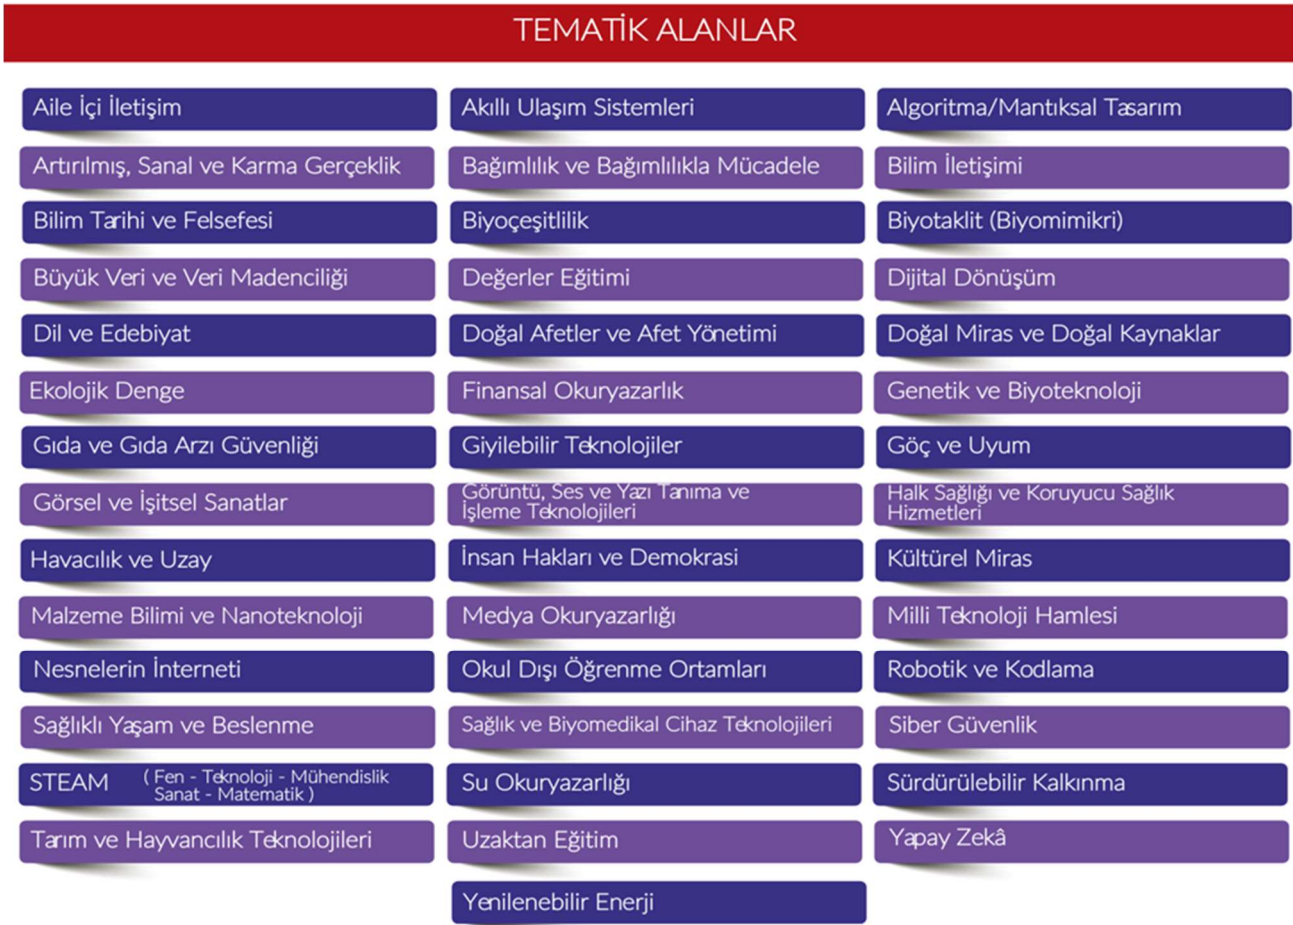 TEMATİK ALANLAR
Aile İçi İletişim
Akıllı Ulaşım Sistemleri
Algoritma/Mantıksal Tasarım
Artırılmış, Sanal ve Karma Gerçeklik
Bağımlılık ve Bağımlılıkla Mücadele
Bilim İletişimi
Bilim Tarihi ve Felsefesi
Biyoçeşitlilik
Biyotaklit (Biyomimikri)
Büyük Veri ve Veri Madenciliği
Değerler Eğitimi
Dijital Dönüşüm
Dil ve Edebiyat
Doğal Afetler ve Afet Yönetimi
Doğal Miras ve Doğal Kaynaklar
Ekolojik Denge
Finansal Okuryazarlık
Genetik ve Biyoteknoloji
Gıda ve Gıda Arzı Güvenliği
Giyilebilir Teknolojiler
Göç ve Uyum
Görsel ve İşitsel Sanatlar
Görüntü, Ses ve Yazı Tanıma ve
İşleme Teknolojileri
Halk Sağlığı ve Koruyucu Sağlık
Hizmetleri
Havacılık ve Uzay
İnsan Hakları ve Demokrasi
Kültürel Miras
Malzeme Bilimi ve Nanoteknoloji
Medya Okuryazarlığı
Milli Teknoloji Hamlesi
Nesnelerin İnterneti
Okul Dışı Öğrenme Ortamları
Robotik ve Kodlama
Sağlıklı Yaşam ve Beslenme
Sağlık ve Biyomedikal Cihaz Teknolojileri
Siber Güvenlik
STEAM ( Fen - Teknoloji - Mühendislik
Sanat - Matematik )
Su Okuryazarlığı
Sürdürülebilir Kalkınma
Tarım ve Hayvancılık Teknolojileri
Uzaktan Eğitim
Yapay Zekâ
Yenilenebilir Enerji